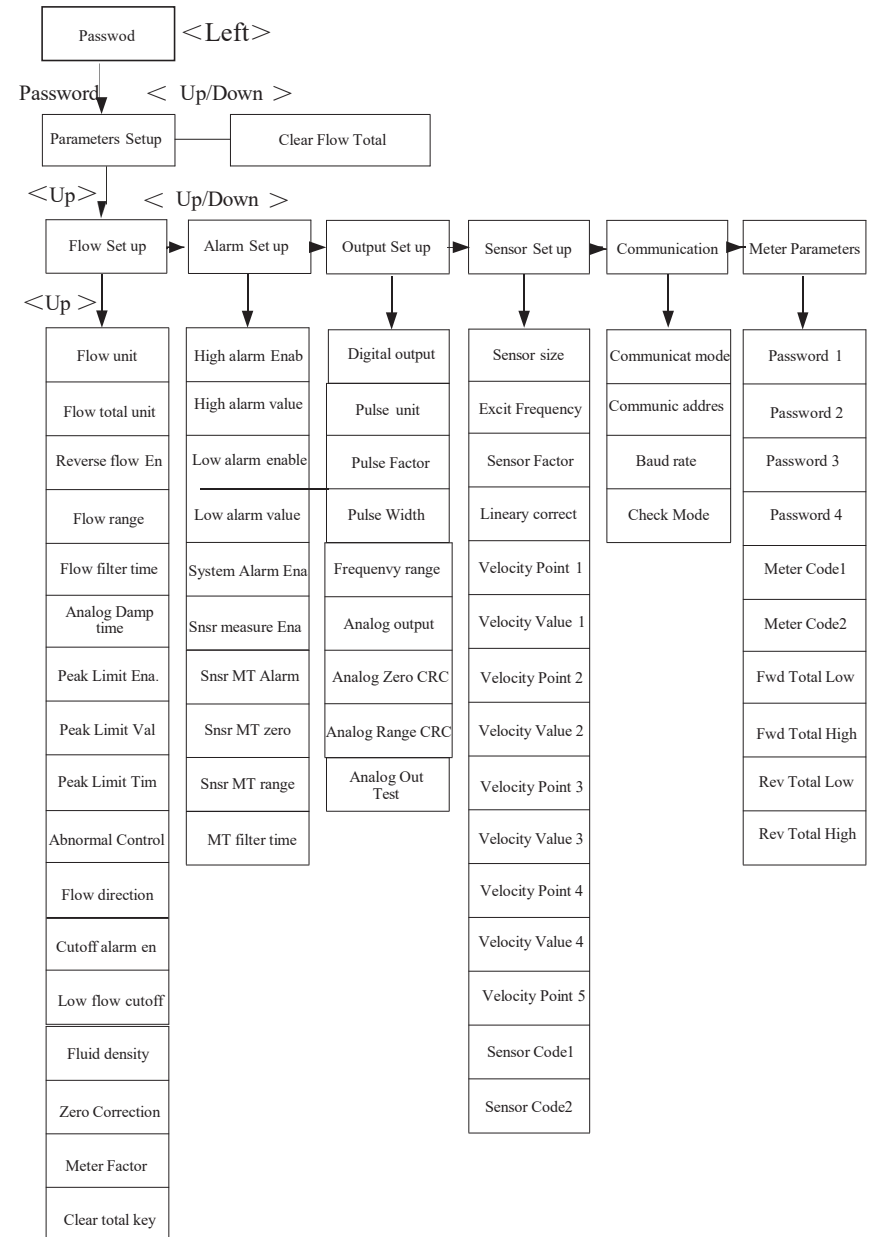 Passwod
＜Left＞
Password
＜ Up/Down ＞
Parameters Setup
Clear Flow Total
＜Up＞
＜ Up/Down ＞
Flow Set up
Alarm Set up
Output Set up
Sensor Set up
Communication
Meter Parameters
＜Up ＞
Flow unit
Flow total unit
Reverse flow En
Flow range
Flow filter time
Analog Damp
time
Peak Limit Ena.
Peak Limit Val
Peak Limit Tim
Abnormal Control
Flow direction
Cutoff alarm en
Low flow cutoff
Fluid density
Zero Correction
Meter Factor
Clear total key
High alarm Enab
High alarm value
Low alarm enable
Low alarm value
System Alarm Ena
Snsr measure Ena
Snsr MT Alarm
Snsr MT zero
Snsr MT range
MT filter time
Digital output
Pulse unit
Pulse Factor
Pulse Width
Frequenvy range
Analog output
Analog Zero CRC
Analog Range CRC
Analog Out
Test
Sensor size
Excit Frequency
Sensor Factor
Lineary correct
Velocity Point 1
Velocity Value 1
Velocity Point 2
Velocity Value 2
Velocity Point 3
Velocity Value 3
Velocity Point 4
Velocity Value 4
Velocity Point 5
Sensor Code1
Sensor Code2
Communicat mode
Communic addres
Baud rate
Check Mode
Password 1
Password 2
Password 3
Password 4
Meter Code1
Meter Code2
Fwd Total Low
Fwd Total High
Rev Total Low
Rev Total High